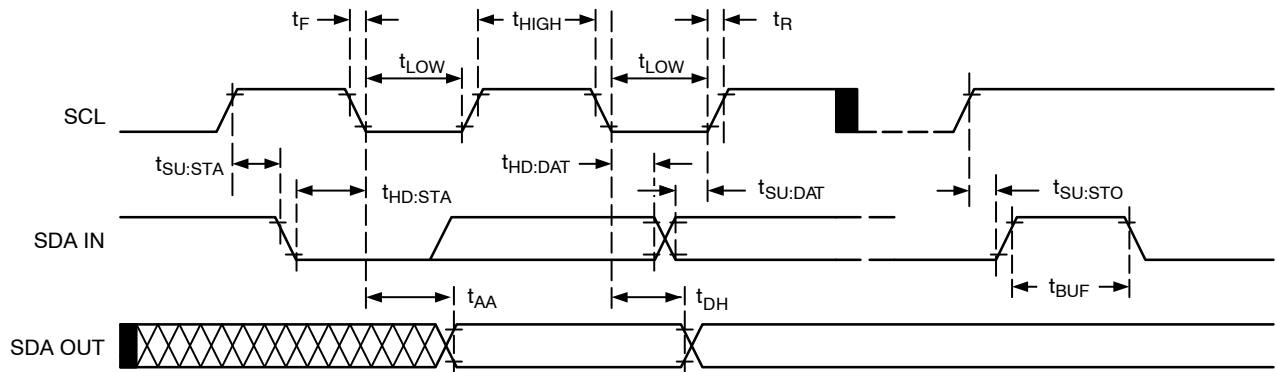 tF
tHIGH
tR
tLOW
tLOW
SCL
tSU:STA
tHD:STA
tHD:DAT
tSU:DAT
tSU:STO
SDA IN
tAA
tDH
tBUF
SDA OUT